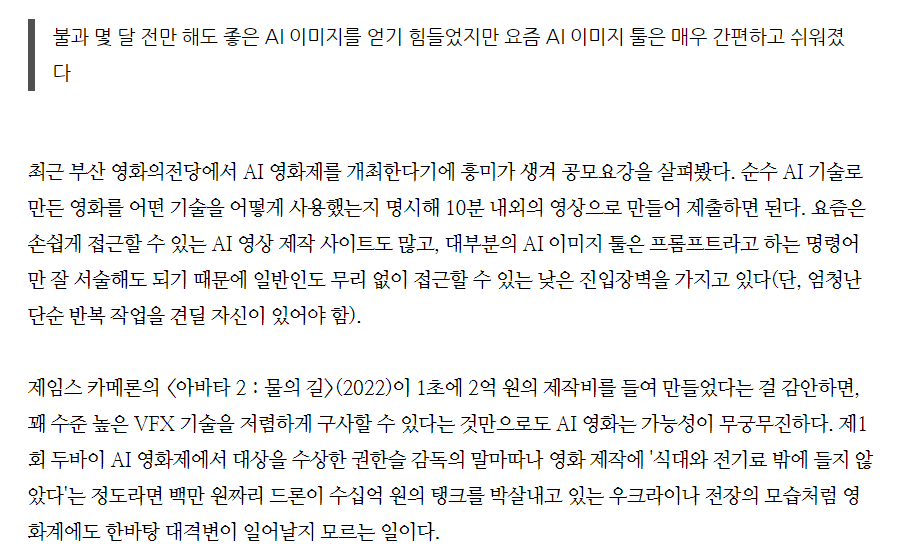 불과 몇 달 전만 해도 좋은 AI 이미지를 얻기 힘들었지만 요즘 AI 이미지 툴은 매우 간편하고 쉬워졌
다
최근 부산 영화의전당에서 AI 영화제를 개최한다기에 흥미가 생겨 공모요강을 살펴봤다. 순수 AI 기술로
만든 영화를 어떤 기술을 어떻게 사용했는지 명시해 10분 내외의 영상으로 만들어 제출하면 된다. 요즘은
손쉽게 접근할 수 있는 AI 영상 제작 사이트도 많고, 대부분의 AI 이미지 툴은 프롬프트라고 하는 명령어
만 잘 서술해도 되기 때문에 일반인도 무리 없이 접근할 수 있는 낮은 진입장벽을 가지고 있다(단, 엄청난
단순 반복 작업을 견딜 자신이 있어야 함).
제임스 카메론의 <아바타 2 : 물의 길>(2022)이 1초에 2억 원의 제작비를 들여 만들었다는 걸 감안하면,
꽤 수준 높은 VFX 기술을 저렴하게 구사할 수 있다는 것만으로도 AI 영화는 가능성이 무궁무진하다. 제1
회 두바이 AI 영화제에서 대상을 수상한 권한슬 감독의 말마따나 영화 제작에 '식대와 전기료 밖에 들지 않
았다'는 정도라면 백만 원짜리 드론이 수십억 원의 탱크를 박살내고 있는 우크라이나 전장의 모습처럼 영
화계에도 한바탕 대격변이 일어날지 모르는 일이다.